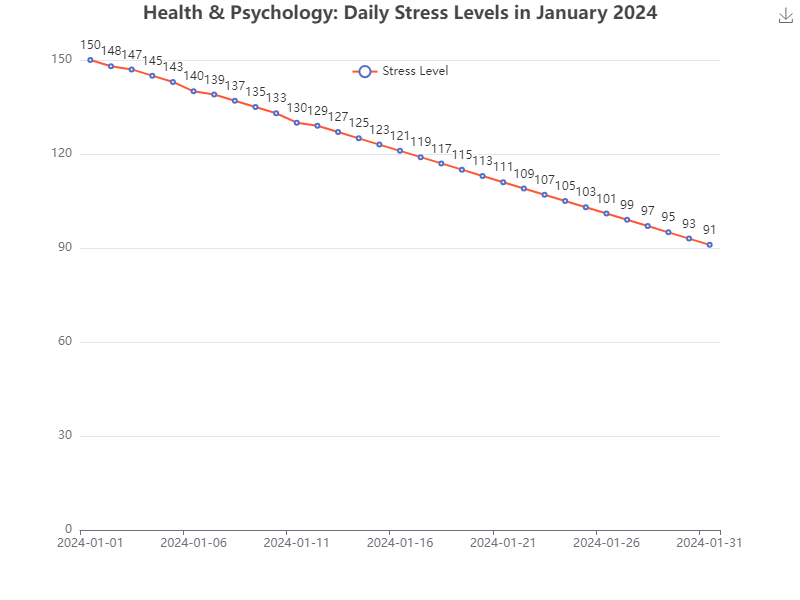 Health & Psychology: Daily Stress Levels in January 2024
Stress Level
150
120
90
60
30
0
150 148 147 145 143 140 139 137 135 133 130 129 127 125 123 121 119 117 115 113 111 109 107 105 103 101 99 97 95 93 91
2024-01-01 2024-01-06 2024-01-11 2024-01-16 2024-01-21 2024-01-26 2024-01-31